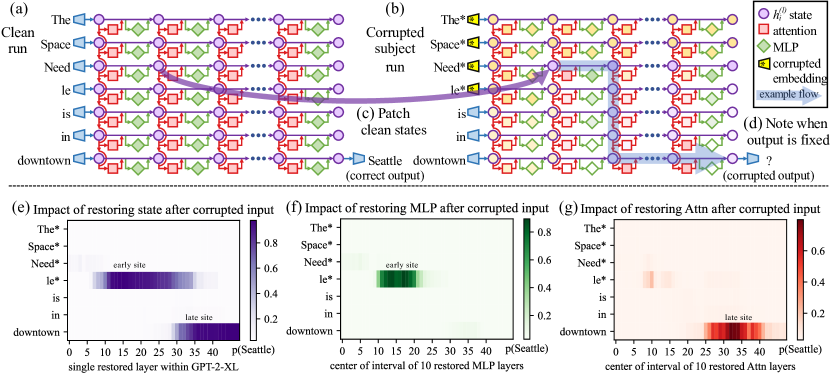 (a)
Clean
run
The
Space
Need
le
is
in
downtown
Seattle
(correct output)
(b)
Corrupted
subject
run
The*
Space*
Need*
le*
is
in
downtown
(c) Patch
clean states
(d) Note when
output is fixed
?
(corrupted output)
h_i^(l) state
attention
MLP
corrupted
embedding
example flow
(e) Impact of restoring state after corrupted input
The*
Space*
Need*
le*
is
in
downtown
early site
late site
0 5 10 15 20 25 30 35 40
p(Seattle)
single restored layer within GPT-2-XL
0.8
0.6
0.4
0.2
(f) Impact of restoring MLP after corrupted input
The*
Space*
Need*
le*
is
in
downtown
early site
0 5 10 15 20 25 30 35 40
p(Seattle)
center of interval of 10 restored MLP layers
0.8
0.6
0.4
0.2
(g) Impact of restoring Attn after corrupted input
The*
Space*
Need*
le*
is
in
downtown
late site
0 5 10 15 20 25 30 35 40
p(Seattle)
center of interval of 10 restored Attn layers
0.8
0.6
0.4
0.2